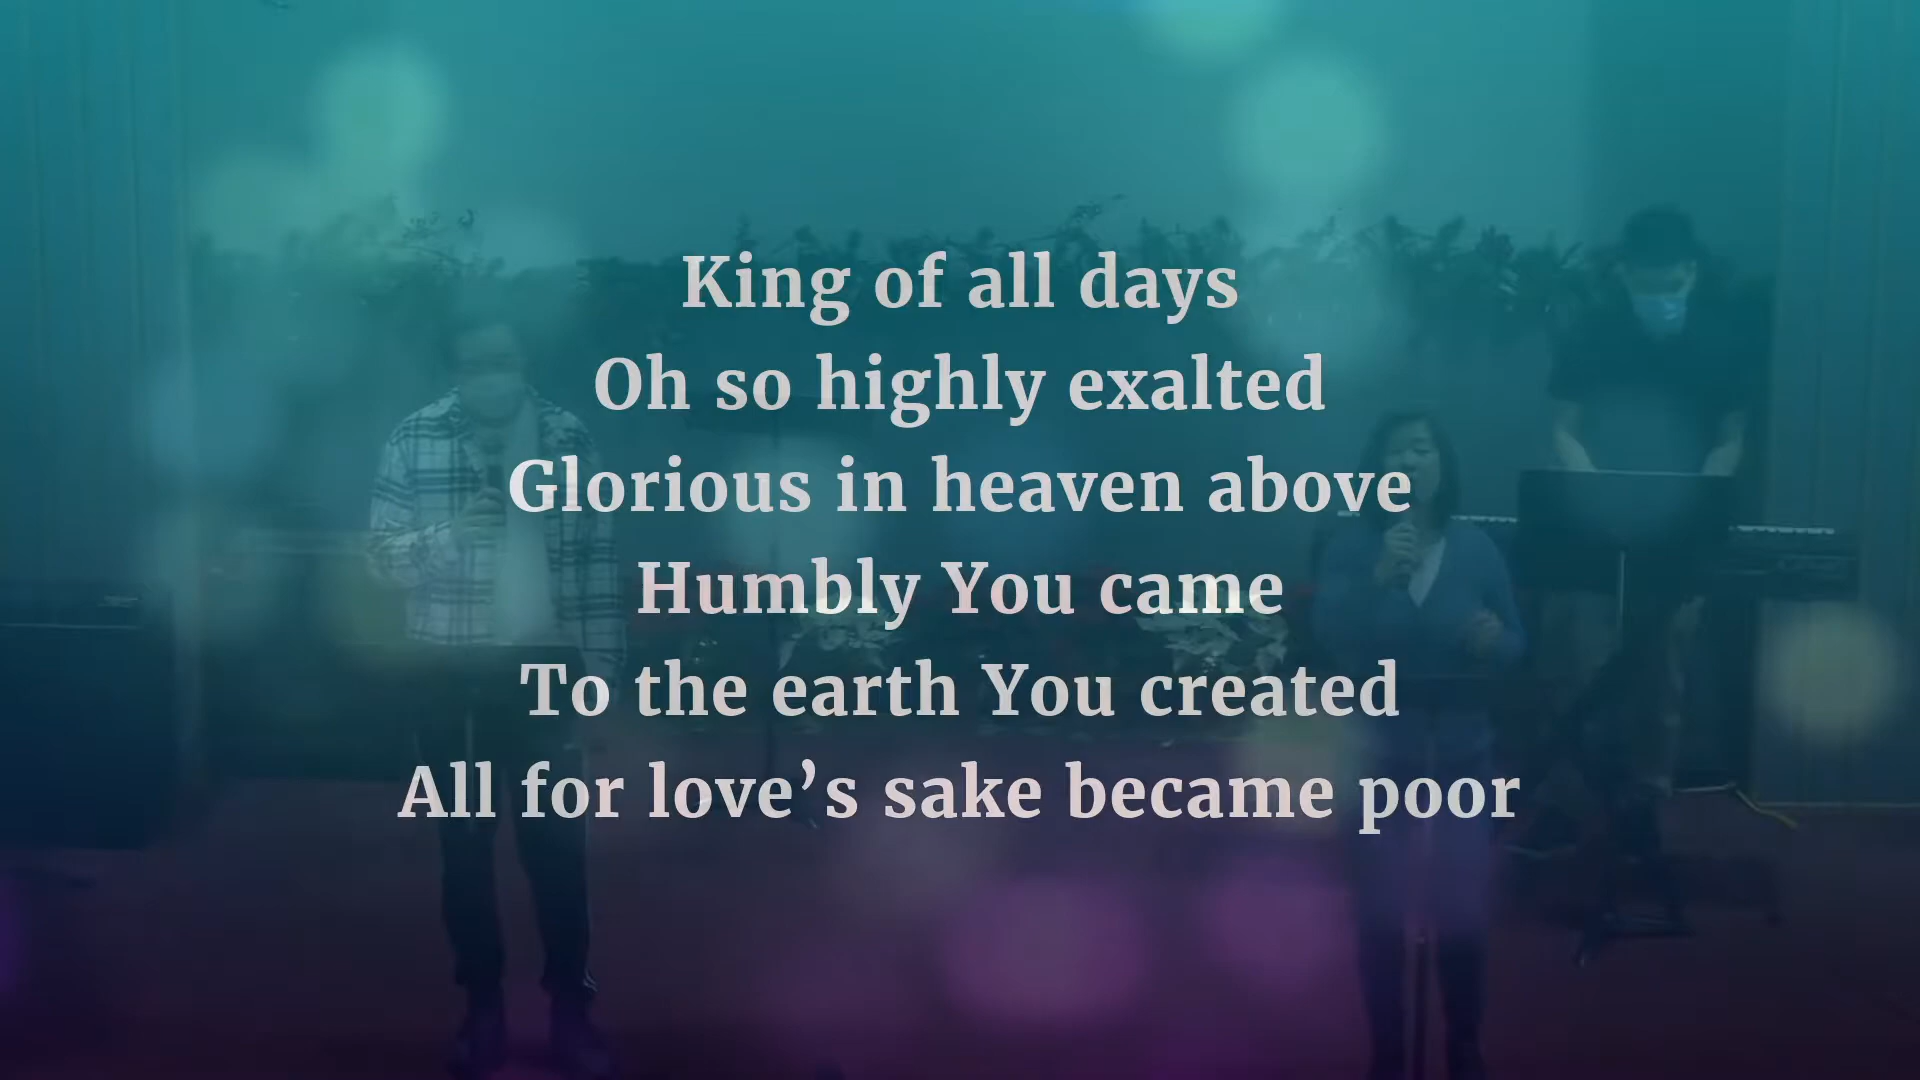 King of all days
Oh so highly exalted
Glorious in heaven above
Humbly You came
To the earth You created
All for love’s sake became poor